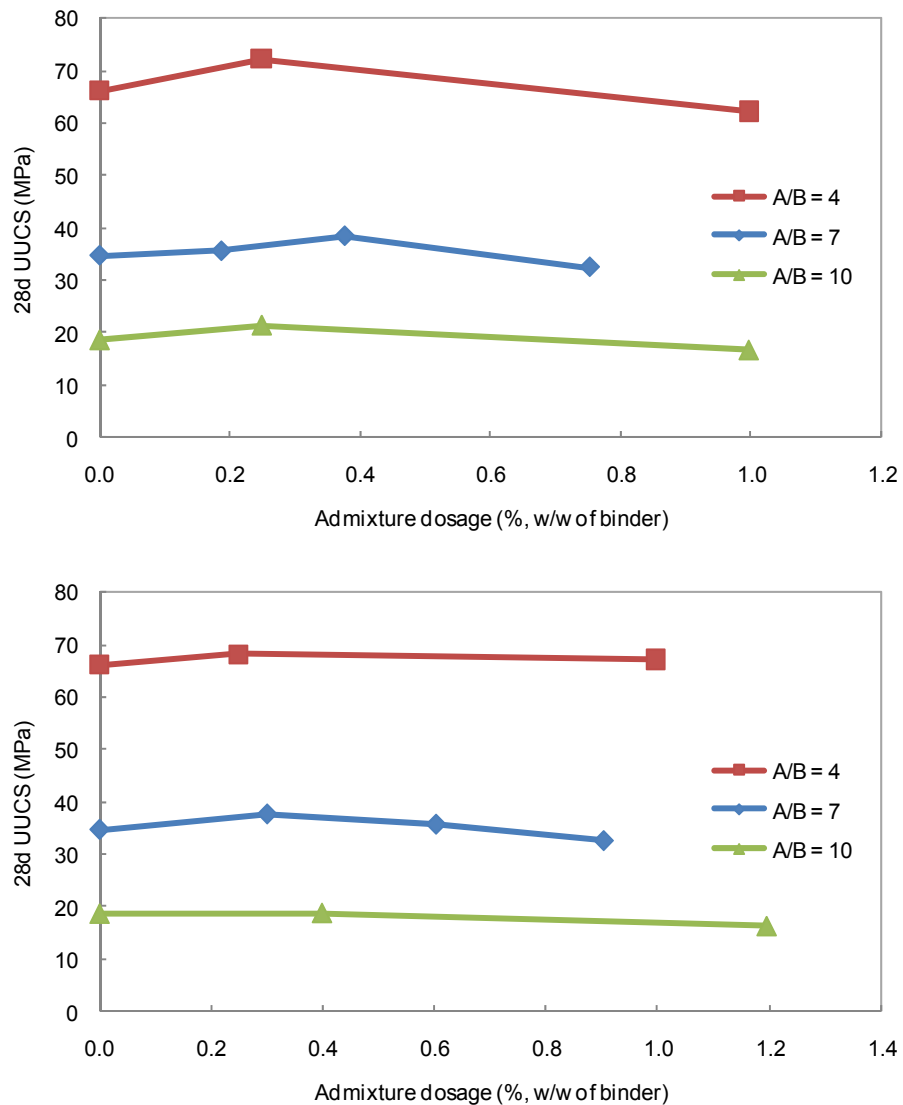 80
70
60
50
40
30
20
10
0
28d UUCS (MPa)
A/B = 4
A/B = 7
A/B = 10
0.0 0.2 0.4 0.6 0.8 1.0 1.2
Admixture dosage (%, w/w of binder)
80
70
60
50
40
30
20
10
0
28d UUCS (MPa)
A/B = 4
A/B = 7
A/B = 10
0.0 0.2 0.4 0.6 0.8 1.0 1.2 1.4
Admixture dosage (%, w/w of binder)